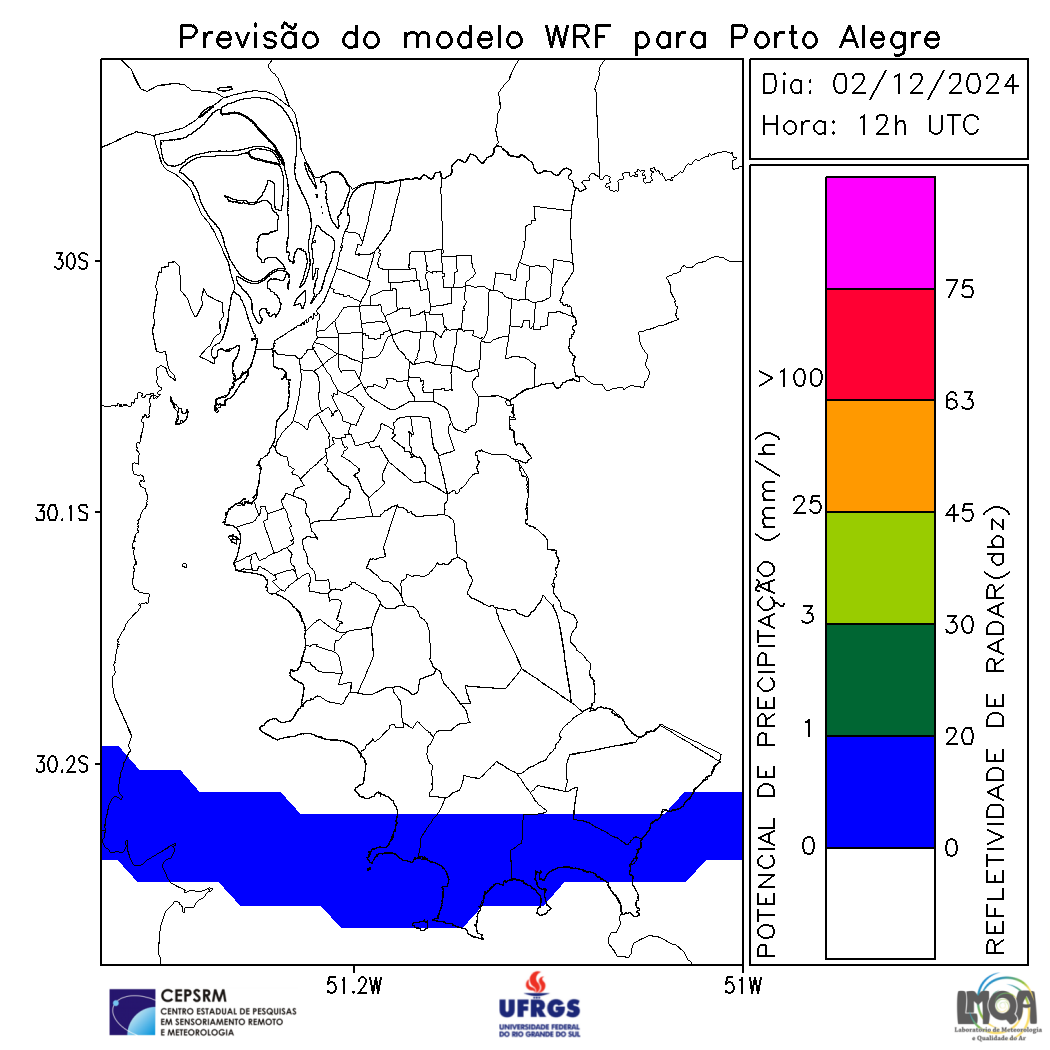 Previsão do modelo WRF para Porto Alegre
Dia: 02/12/2024
Hora: 12h UTC
30S
30.1S
30.2S
51.2W
51W
POTENCIAL DE PRECIPITAÇÃO (mm/h)
>100
25
3
1
0
75
63
45
30
20
0
REFLETIVIDADE DE RADAR(dbz)
CEPSRM
CENTRO ESTADUAL DE PESQUISAS
EM SENSORIAMENTO REMOTO
E METEOROLOGIA
UFRGS
UNIVERSIDADE FEDERAL
DO RIO GRANDE DO SUL
LMQA
Laboratório de Meteorologia
e Qualidade do Ar